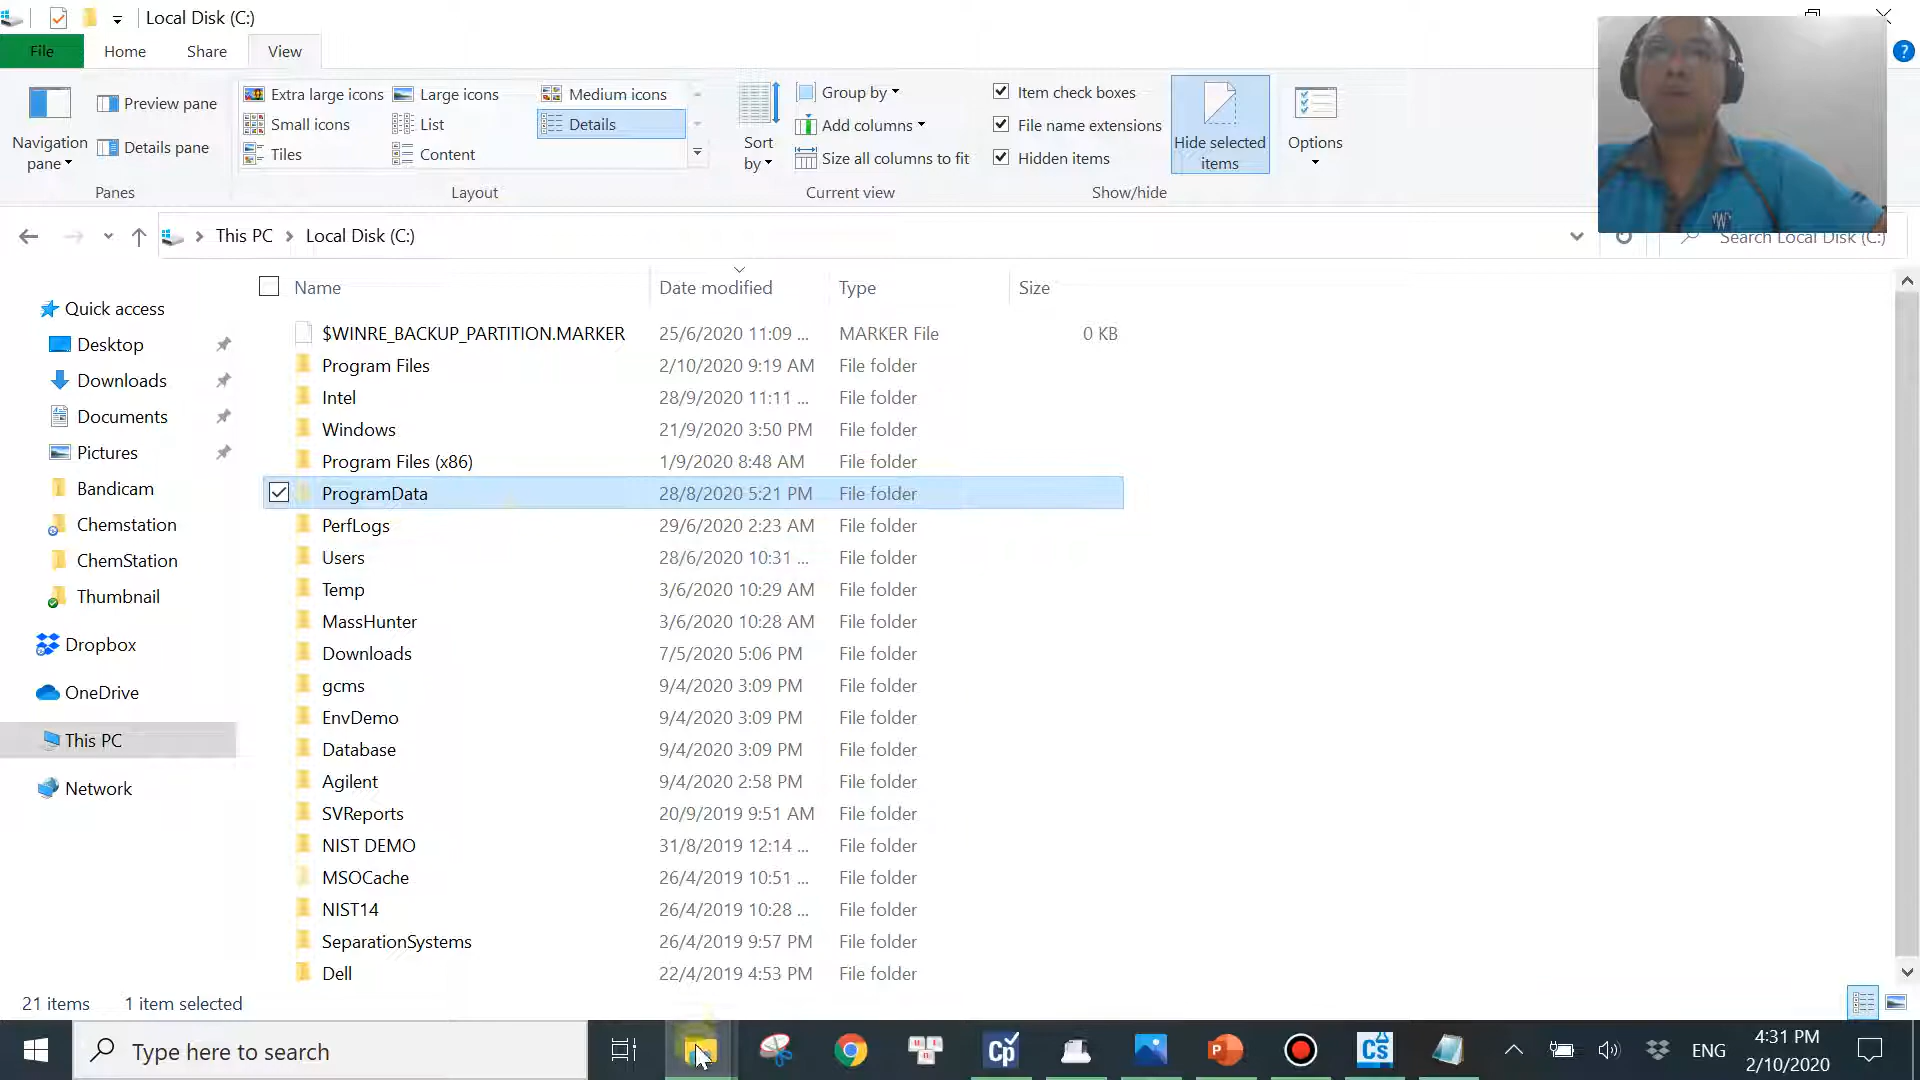 Local Disk (C:)
File Home Share View
Navigation pane
Preview pane
Details pane
Panes
Extra large icons Large icons Medium icons
Small icons List Details
Tiles Content
Layout
Sort by
Group by
Add columns
Size all columns to fit
Current view
Item check boxes
File name extensions
Hidden items
Show/hide
Hide selected items
Options
This PC Local Disk (C:)
Search Local Disk (C:)
Quick access
Desktop
Downloads
Documents
Pictures
Bandicam
Chemstation
ChemStation
Thumbnail
Dropbox
OneDrive
This PC
Network
Name Date modified Type Size
$WINRE_BACKUP_PARTITION.MARKER 25/6/2020 11:09 ... MARKER File 0 KB
Program Files 2/10/2020 9:19 AM File folder
Intel 28/9/2020 11:11 ... File folder
Windows 21/9/2020 3:50 PM File folder
Program Files (x86) 1/9/2020 8:48 AM File folder
ProgramData 28/8/2020 5:21 PM File folder
PerfLogs 29/6/2020 2:23 AM File folder
Users 28/6/2020 10:31 ... File folder
Temp 3/6/2020 10:29 AM File folder
MassHunter 3/6/2020 10:28 AM File folder
Downloads 7/5/2020 5:06 PM File folder
gcms 9/4/2020 3:09 PM File folder
EnvDemo 9/4/2020 3:09 PM File folder
Database 9/4/2020 3:09 PM File folder
Agilent 9/4/2020 2:58 PM File folder
SVReports 20/9/2019 9:51 AM File folder
NIST DEMO 31/8/2019 12:14 ... File folder
MSOCache 26/4/2019 10:51 ... File folder
NIST14 26/4/2019 10:28 ... File folder
SeparationSystems 26/4/2019 9:57 PM File folder
Dell 22/4/2019 4:53 PM File folder
21 items 1 item selected
Type here to search
Cp
P
Cs
ENG
4:31 PM
2/10/2020